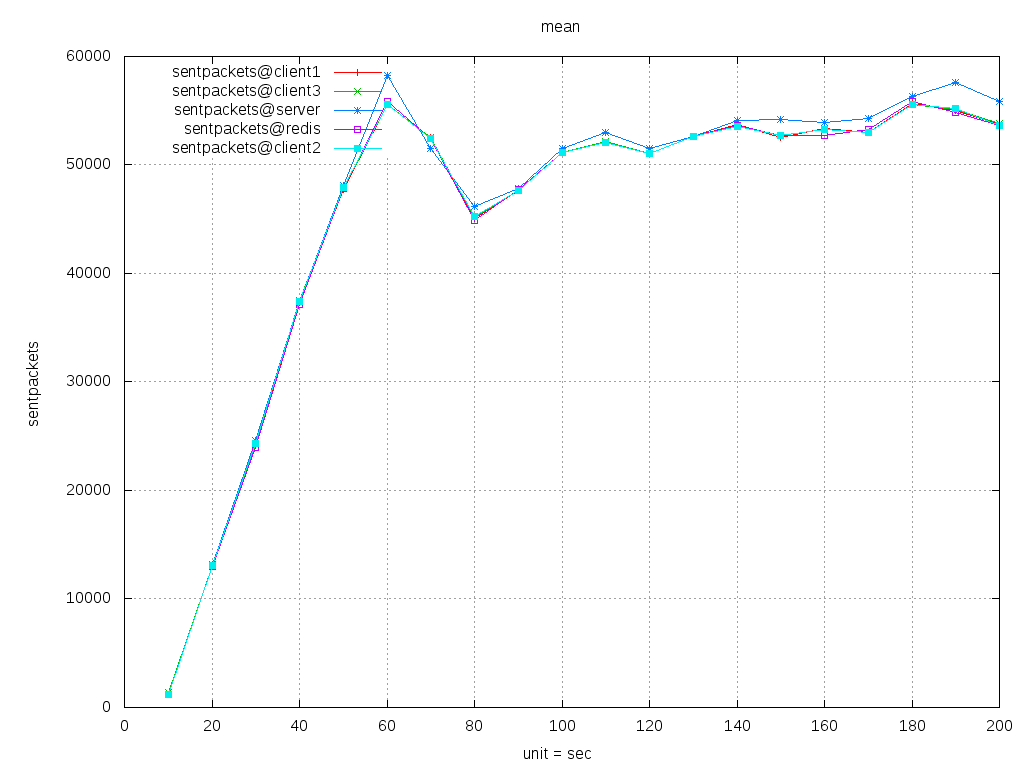 mean
60000
50000
40000
30000
20000
10000
0
sentpackets
sentpackets@client1
sentpackets@client3
sentpackets@server
sentpackets@redis
sentpackets@client2
0 20 40 60 80 100 120 140 160 180 200
unit = sec